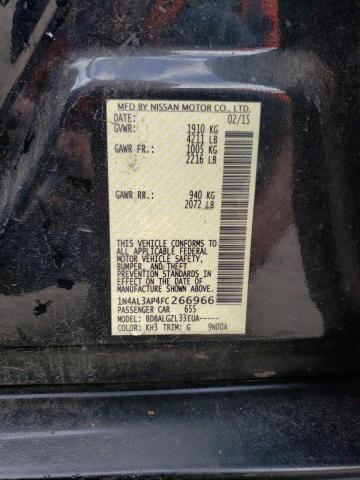 MFD BY NISSAN MOTOR CO., LTD.
DATE: 02/15
GVWR: 1910 KG
4211 LB
GAWR FR.: 1005 KG
2216 LB
GAWR RR.: 940 KG
2072 LB
THIS VEHICLE CONFORMS TO
ALL APPLICABLE FEDERAL
MOTOR VEHICLE SAFETY,
BUMPER, AND THEFT
PREVENTION STANDARDS
IN EFFECT ON THE DATE OF
MANUFACTURE SHOWN ABOVE.
1N4AL3AP4FC266966
PASSENGER CAR 655
MODEL: BDBALGZL33EUA-----
COLOR: KH3 TRIM: G 9N00A